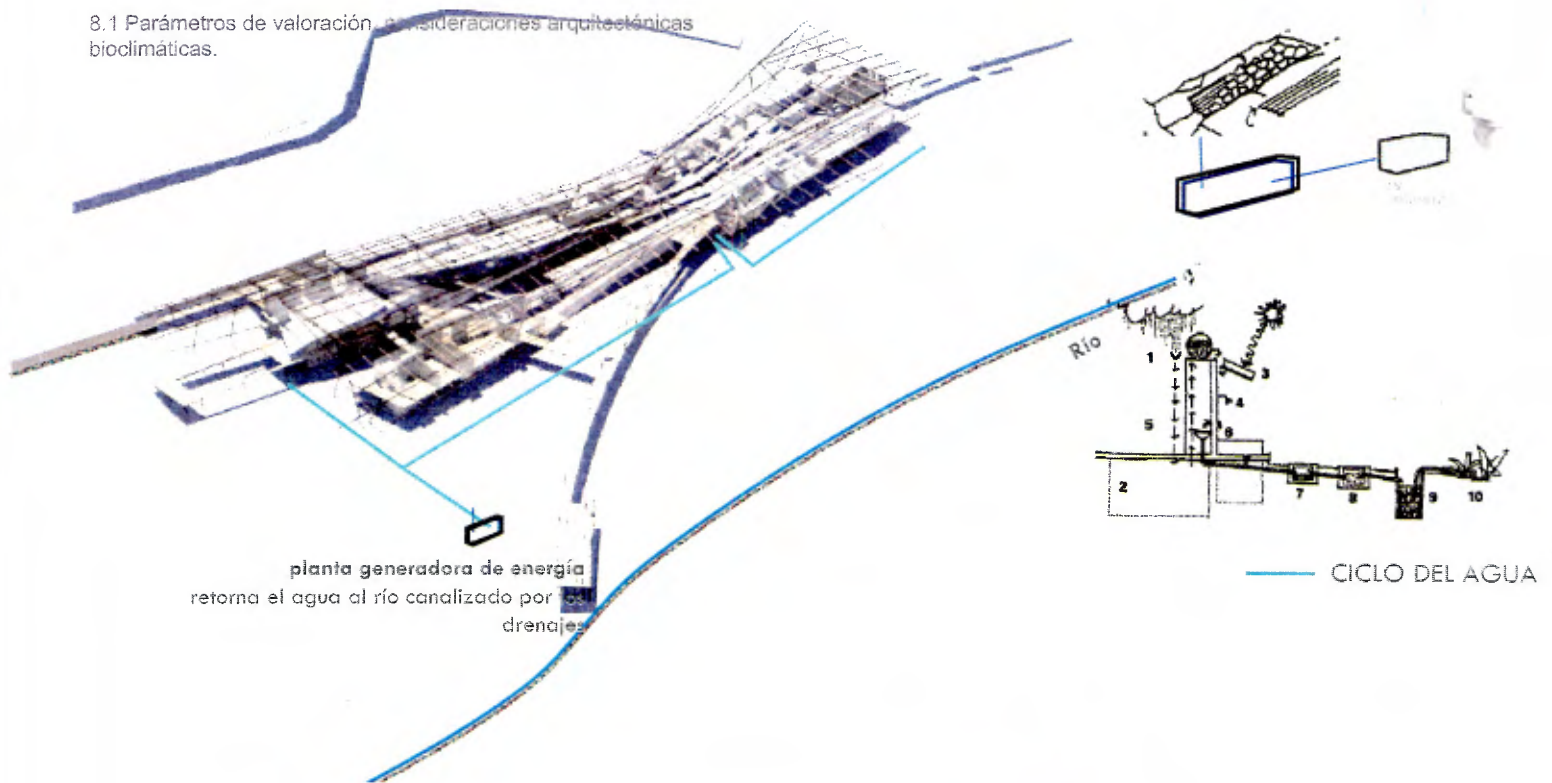 8.1 Parámetros de valoración, consideraciones arquitectónicas
bioclimáticas.
Río
1
3
4
5
6
2
7
8
9
10
planta generadora de energía
retorna el agua al río canalizado por los
drenajes
CICLO DEL AGUA